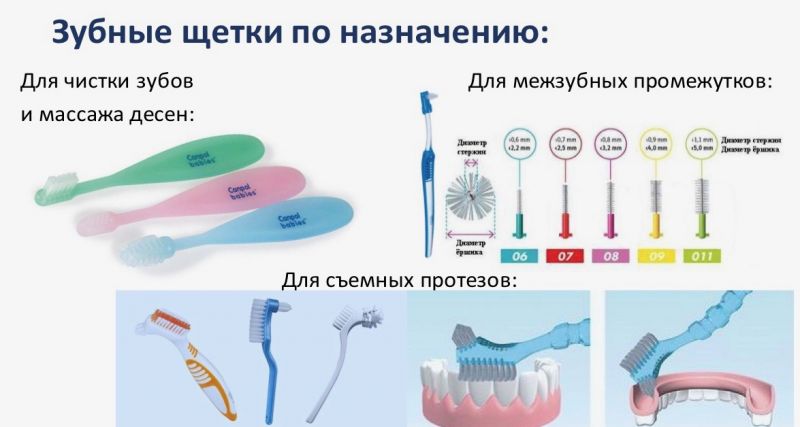 Зубные щетки по назначению:
Для чистки зубов
и массажа десен:
Для межзубных промежутков:
Canpol
babies
Canpol
babies
Canpol
babies
Диаметр
стержня
Диаметр
ёршика
0,6 mm
2,2 mm
0,7 mm
2,5 mm
0,8 mm
3,2 mm
0,9 mm
4,0 mm
1,1 mm
5,0 mm
Диаметр стержня
Диаметр ёршика
06
07
08
09
011
Для съемных протезов: